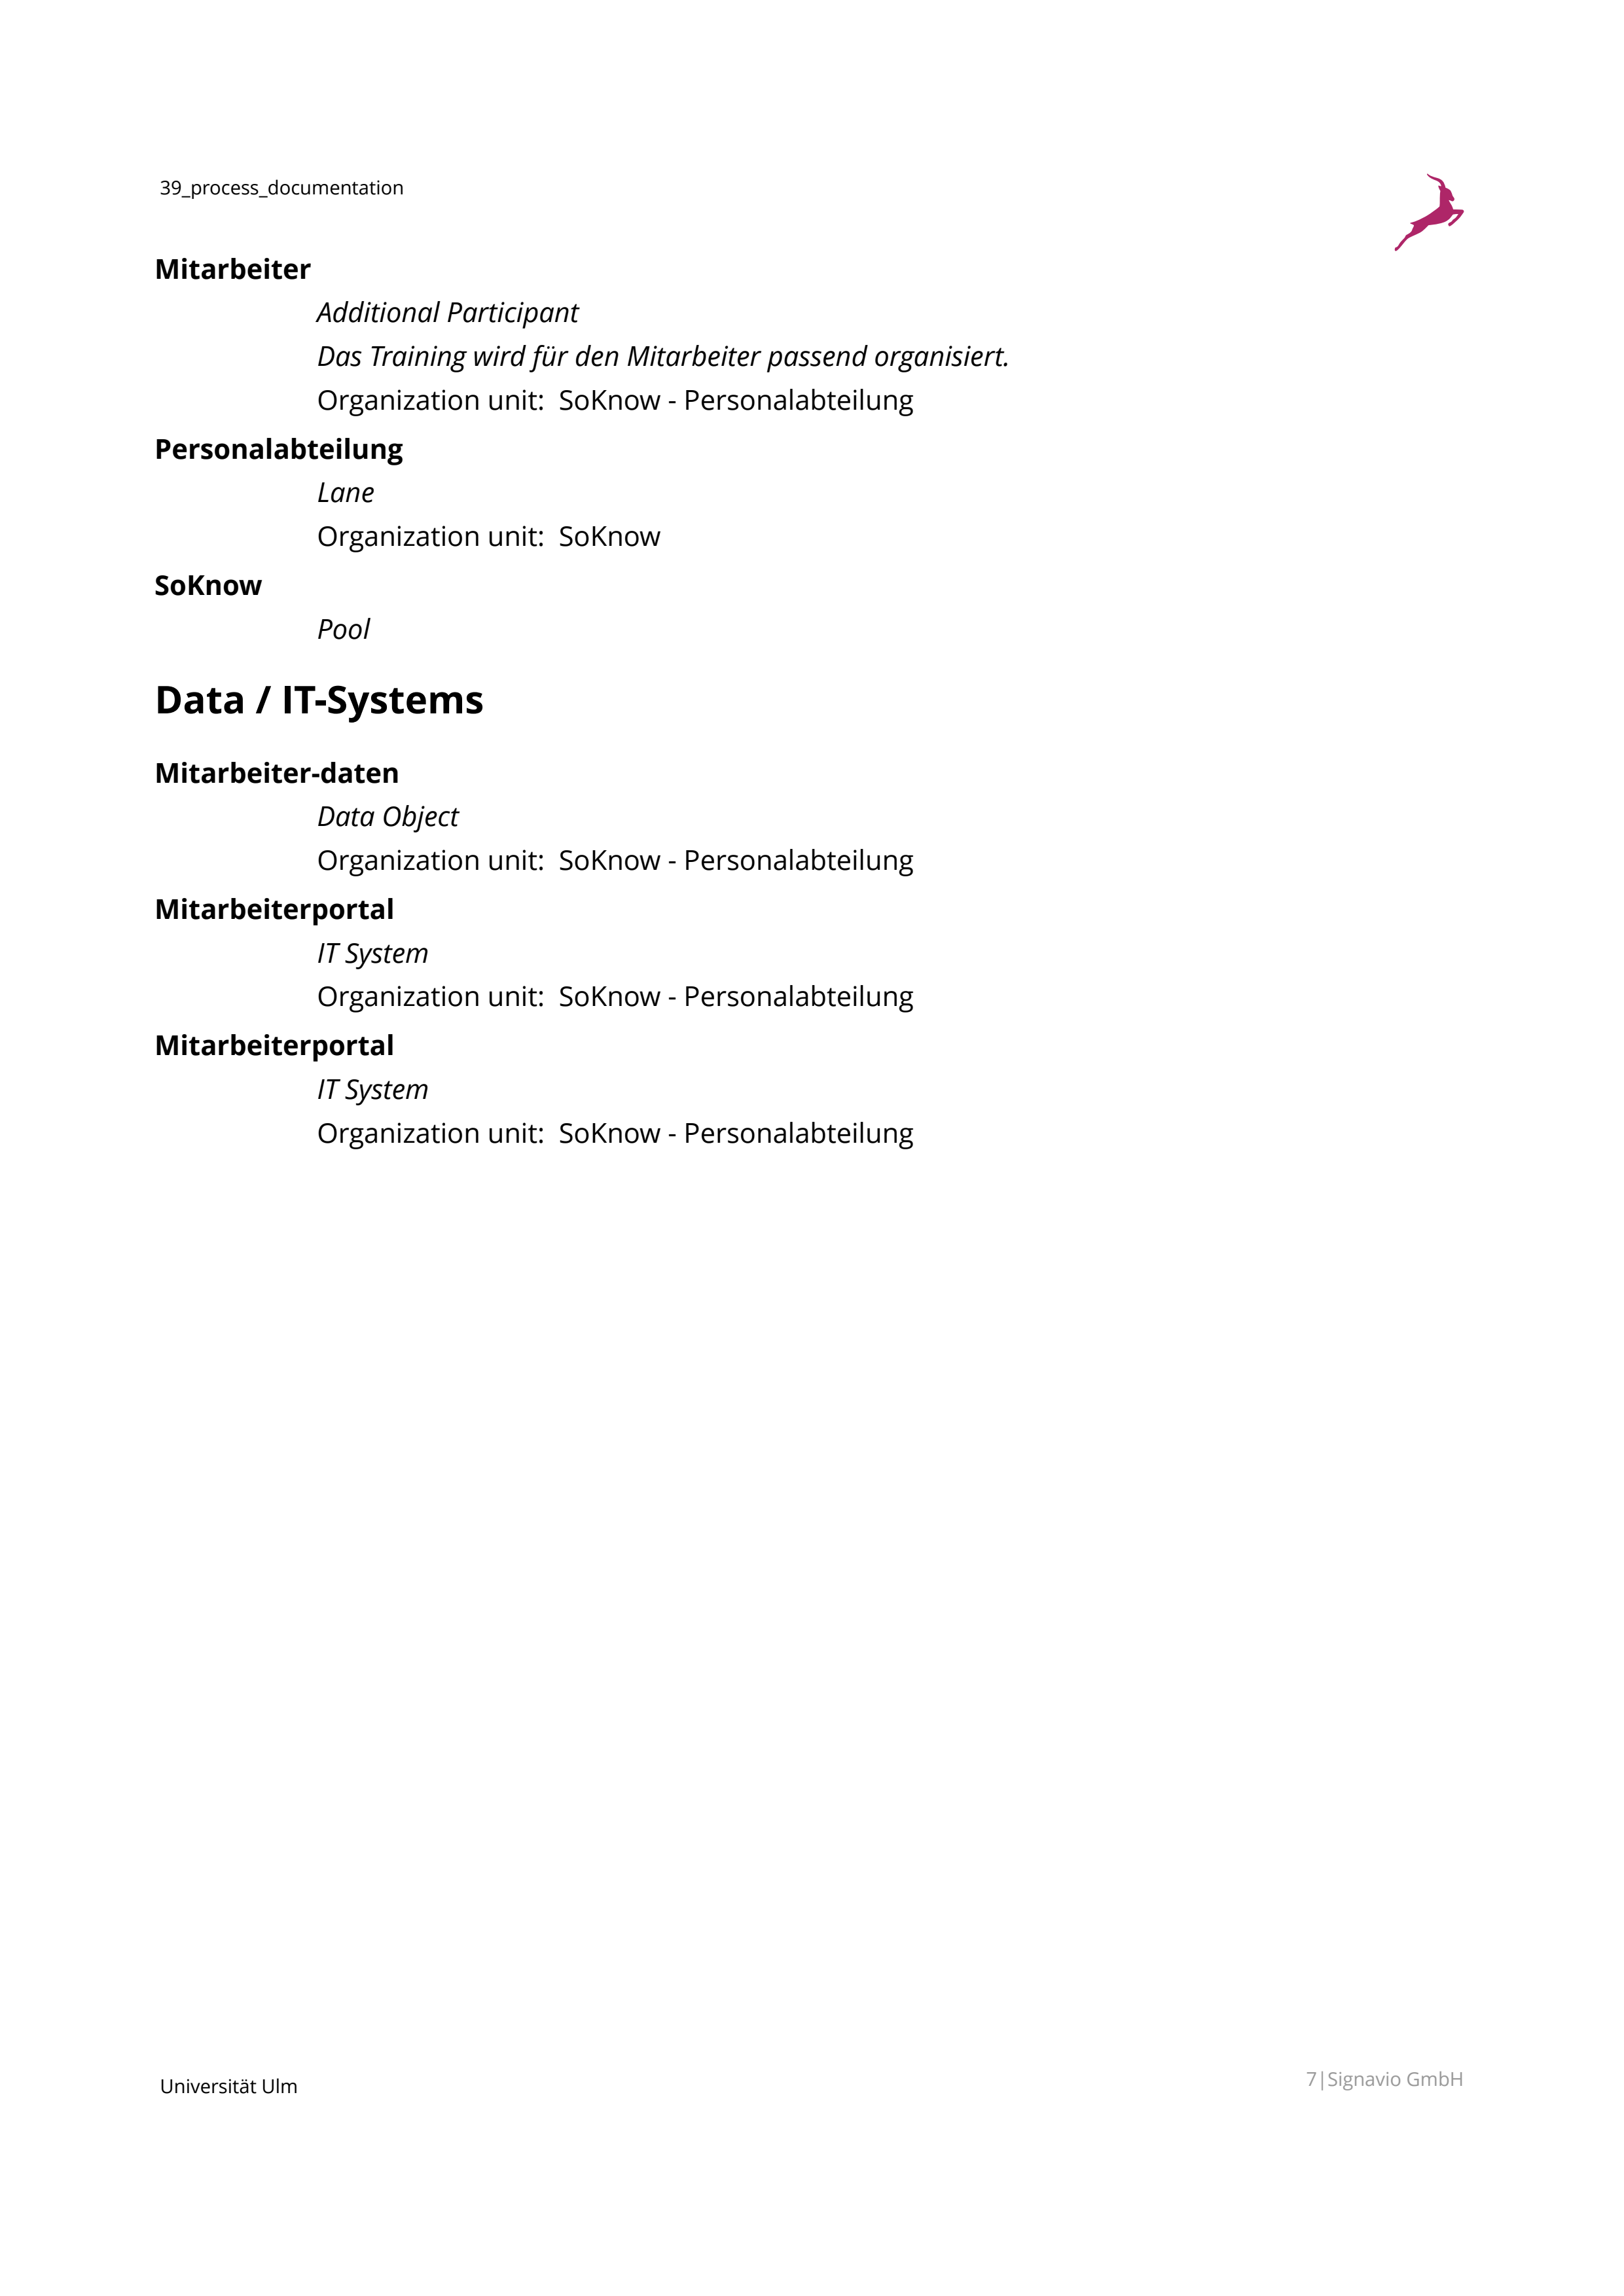 39_process_documentation
Mitarbeiter
Additional Participant
Das Training wird für den Mitarbeiter passend organisiert.
Organization unit:  SoKnow - Personalabteilung
Personalabteilung
Lane
Organization unit:  SoKnow
SoKnow
Pool
Data / IT-Systems
Mitarbeiter-daten
Data Object
Organization unit:  SoKnow - Personalabteilung
Mitarbeiterportal
IT System
Organization unit:  SoKnow - Personalabteilung
Mitarbeiterportal
IT System
Organization unit:  SoKnow - Personalabteilung
Universität Ulm
7|Signavio GmbH